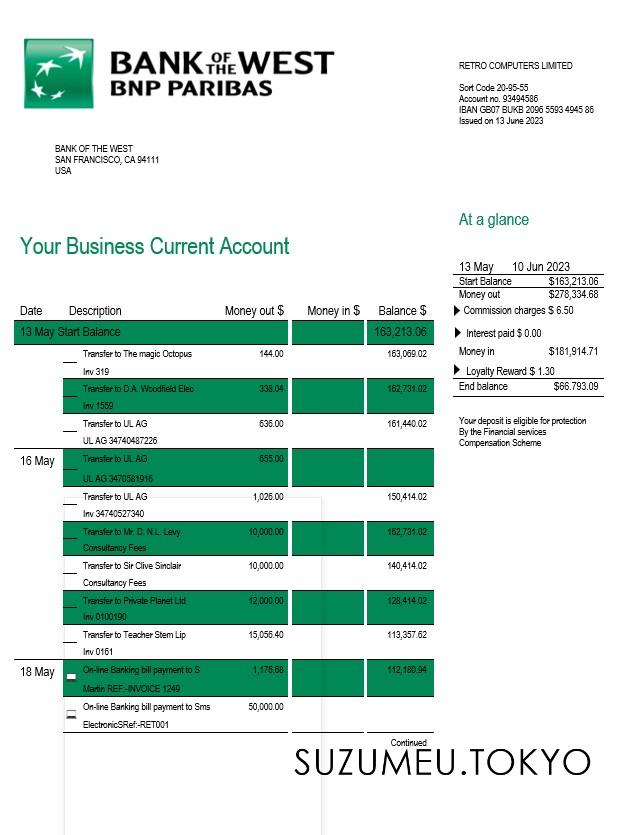 BANK OF THE WEST
BNP PARIBAS
RETRO COMPUTERS LIMITED
Sort Code 20-95-55
Account no. 93494586
IBAN GB07 BUKB 2096 5593 4945 86
Issued on 13 June 2023
BANK OF THE WEST
SAN FRANCISCO, CA 94111
USA
At a glance
Your Business Current Account
13 May 10 Jun 2023
Start Balance $163,213.06
Money out $278,334.68
Commission charges $ 6.50
Interest paid $ 0.00
Money in $181,914.71
Loyalty Reward $ 1.30
End balance $66.793.09
Your deposit is eligible for protection
By the Financial services
Compensation Scheme
Date Description Money out $ Money in $ Balance $
13 May Start Balance 163,213.06
Transfer to The magic Octopus 144.00 163,069.02
Inv 319
Transfer to D.A. Woodfield Elec 338.04 162,731.02
Inv 1559
Transfer to UL AG 636.00 161,440.02
UL AG 34740487226
16 May Transfer to UL AG 655.00
UL AG 3470581916
Transfer to UL AG 1,026.00 150,414.02
Inv 34740527340
Transfer to Mr. D. N.L. Levy 10,000.00 162,731.02
Consultancy Fees
Transfer to Sir Clive Sinclair 10,000.00 140,414.02
Consultancy Fees
Transfer to Private Planet Ltd 12,000.00 128,414.02
Inv 0100190
Transfer to Teacher Stem Lip 15,056.40 113,357.62
Inv 0161
18 May On-line Banking bill payment to S 1,176.68 112,180.94
Martin REF:-INVOICE 1249
On-line Banking bill payment to Sms 50,000.00
ElectronicSRef:-RET001
Continued
SUZUMEU.TOKYO